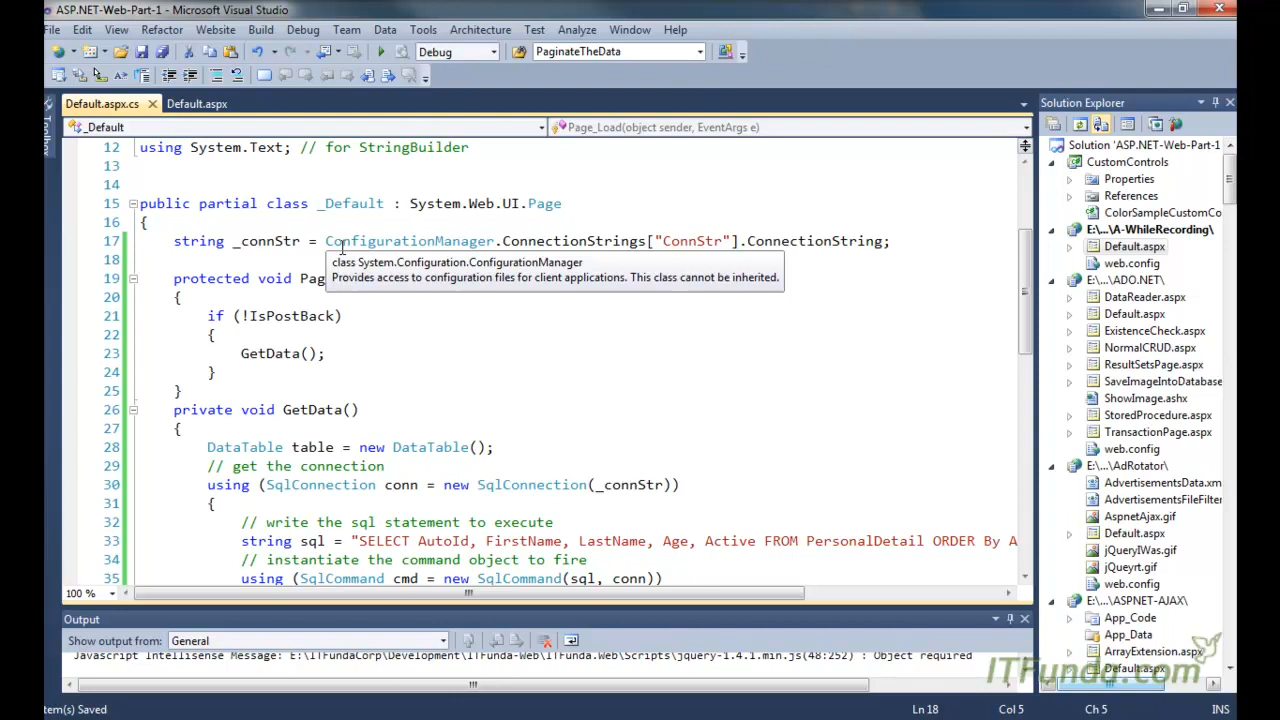 ASP.NET-Web-Part-1 - Microsoft Visual Studio
File Edit View Refactor Website Build Debug Team Data Tools Architecture Test Analyze Window Help
Debug PaginateTheData
Default.aspx.cs Default.aspx
_Default Page_Load(object sender, EventArgs e)
12 using System.Text; // for StringBuilder
13
14
15 public partial class _Default : System.Web.UI.Page
16 {
17 string _connStr = ConfigurationManager.ConnectionStrings["ConnStr"].ConnectionString;
18
class System.Configuration.ConfigurationManager
Provides access to configuration files for client applications. This class cannot be inherited.
19 protected void Pag
20 {
21 if (!IsPostBack)
22 {
23 GetData();
24 }
25 }
26 private void GetData()
27 {
28 DataTable table = new DataTable();
29 // get the connection
30 using (SqlConnection conn = new SqlConnection(_connStr))
31 {
32 // write the sql statement to execute
33 string sql = "SELECT AutoId, FirstName, LastName, Age, Active FROM PersonalDetail ORDER By A
34 // instantiate the command object to fire
35 using (SqlCommand cmd = new SqlCommand(sql, conn))
100 %
Output
Show output from: General
Javascript Intellisense Message: E:\ITFundaCorp\Development\ITFunda-Web\ITFunda.Web\Scripts\jquery-1.4.1.min.js(48:252) : Object required
tem(s) Saved Ln 18 Col 5 Ch 5 INS
Toolbox
Solution Explorer
Solution 'ASP.NET-Web-Part-1
CustomControls
Properties
References
ColorSampleCustomCo
E:\...\A-WhileRecording\
Default.aspx
web.config
E:\...\ADO.NET\
DataReader.aspx
Default.aspx
ExistenceCheck.aspx
NormalCRUD.aspx
ResultSetsPage.aspx
SaveImageIntoDatabase
ShowImage.ashx
StoredProcedure.aspx
TransactionPage.aspx
web.config
E:\...\AdRotator\
AdvertisementsData.xm
AdvertisementsFileFilter
AspnetAjax.gif
Default.aspx
jQueryIWas.gif
jQueyrt.gif
web.config
E:\...\ASPNET-AJAX\
App_Code
App_Data
ArrayExtension.aspx
Default.aspx
ITFunda.com